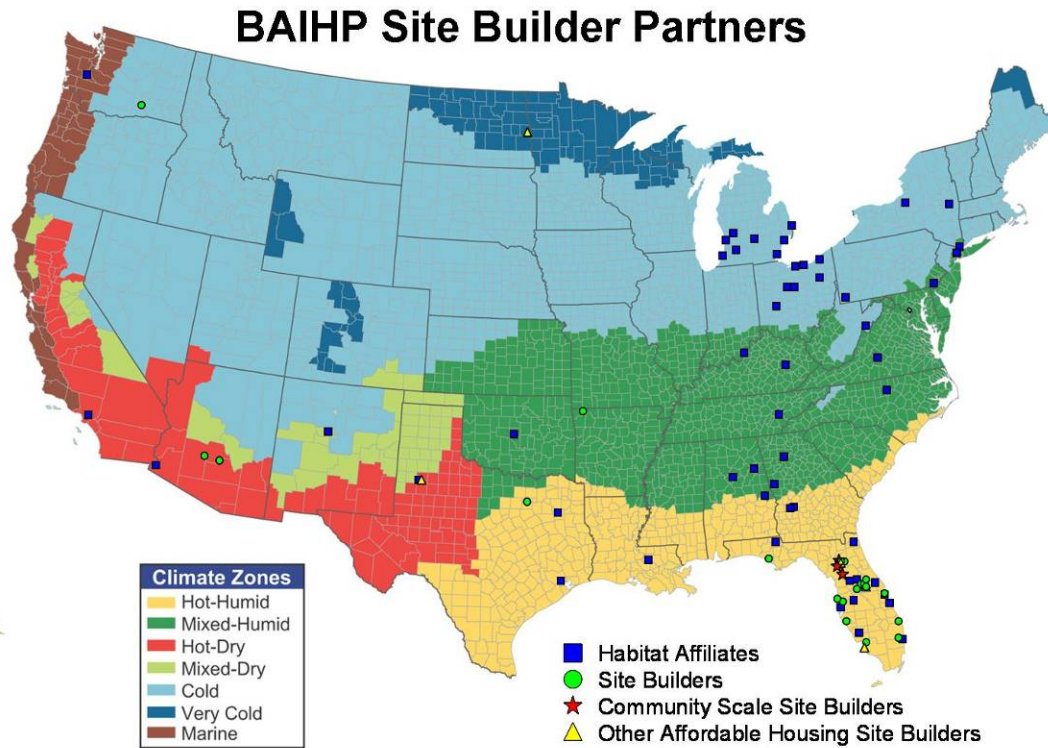 BAIHP Site Builder Partners
Climate Zones
Hot-Humid
Mixed-Humid
Hot-Dry
Mixed-Dry
Cold
Very Cold
Marine
Habitat Affiliates
Site Builders
Community Scale Site Builders
Other Affordable Housing Site Builders